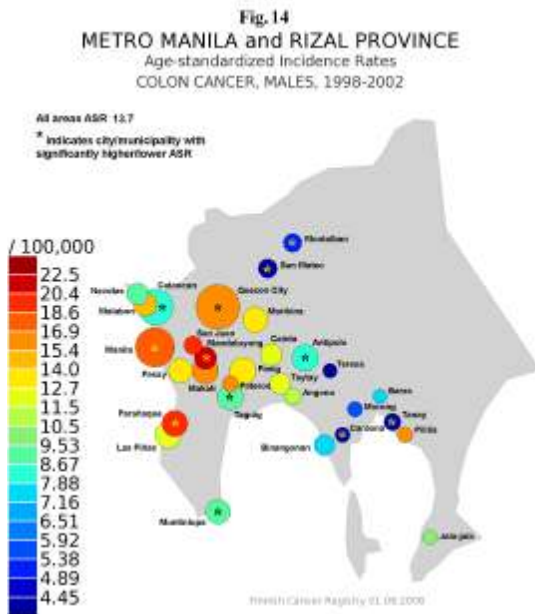 Fig. 14
METRO MANILA and RIZAL PROVINCE
Age-standardized Incidence Rates
COLON CANCER, MALES, 1998-2002
All areas ASR 13.7
* indicates city/municipality with
significantly higher/lower ASR
/ 100,000
22.5
20.4
18.6
16.9
15.4
14.0
12.7
11.5
10.5
9.53
8.67
7.88
7.16
6.51
5.92
5.38
4.89
4.45
Rhodriban
San Mateo
Navotas
Caloocan
Quezon City
Malabon
Marikina
San Juan
Manila
Mandaluyong
Cainta
Antipolo
Pasay
Pasig
Teresa
Makati
Pateros
Taytay
Taguig
Angono
Baras
Morong
Paranaque
Cardona
Tanay
Pililla
Las Piñas
Binangonan
Muntinlupa
Jala-jala
Finnish Cancer Registry